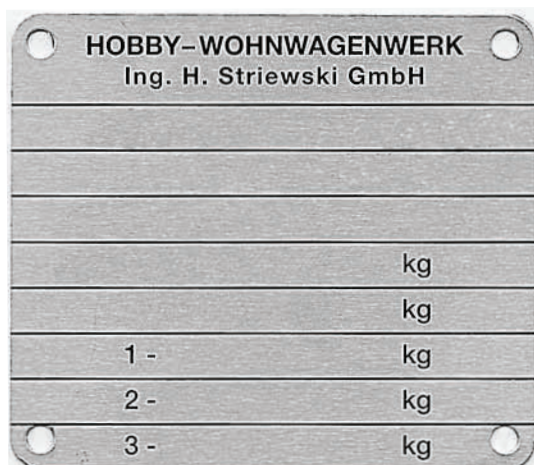 HOBBY-WOHNWAGENWERK
Ing. H. Striewski GmbH
kg
kg
1 - kg
2 - kg
3 - kg